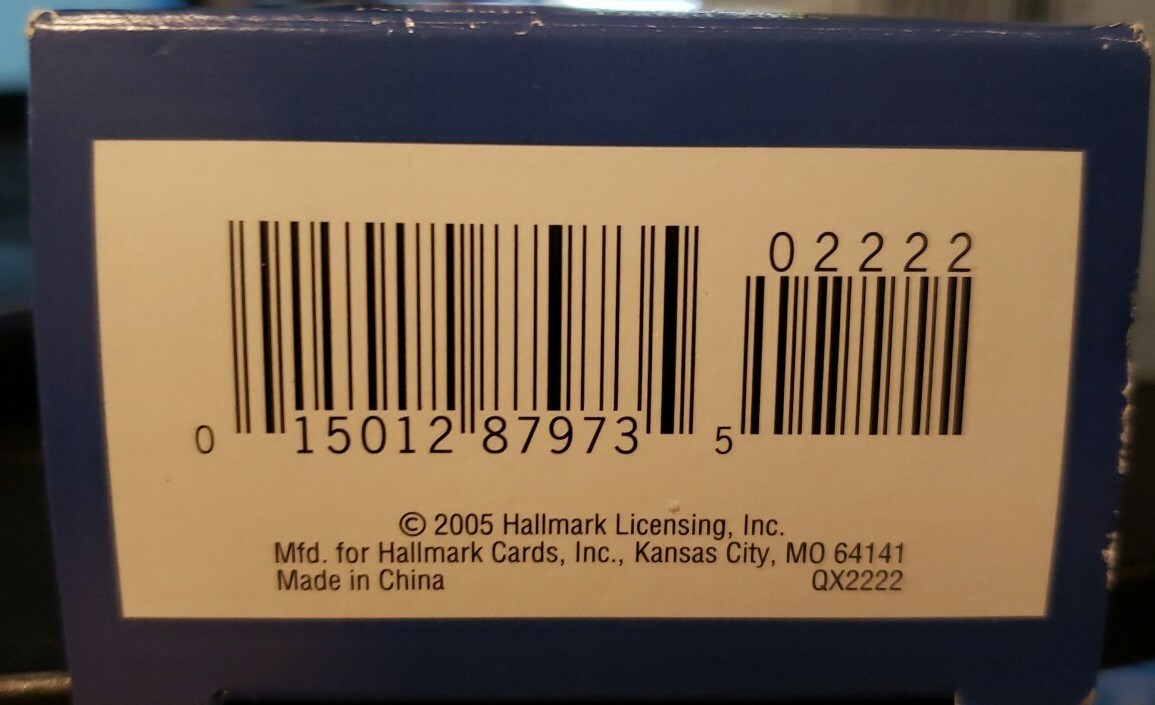 02222
0 15012 87973 5
© 2005 Hallmark Licensing, Inc.
Mfd. for Hallmark Cards, Inc., Kansas City, MO 64141
Made in China QX2222